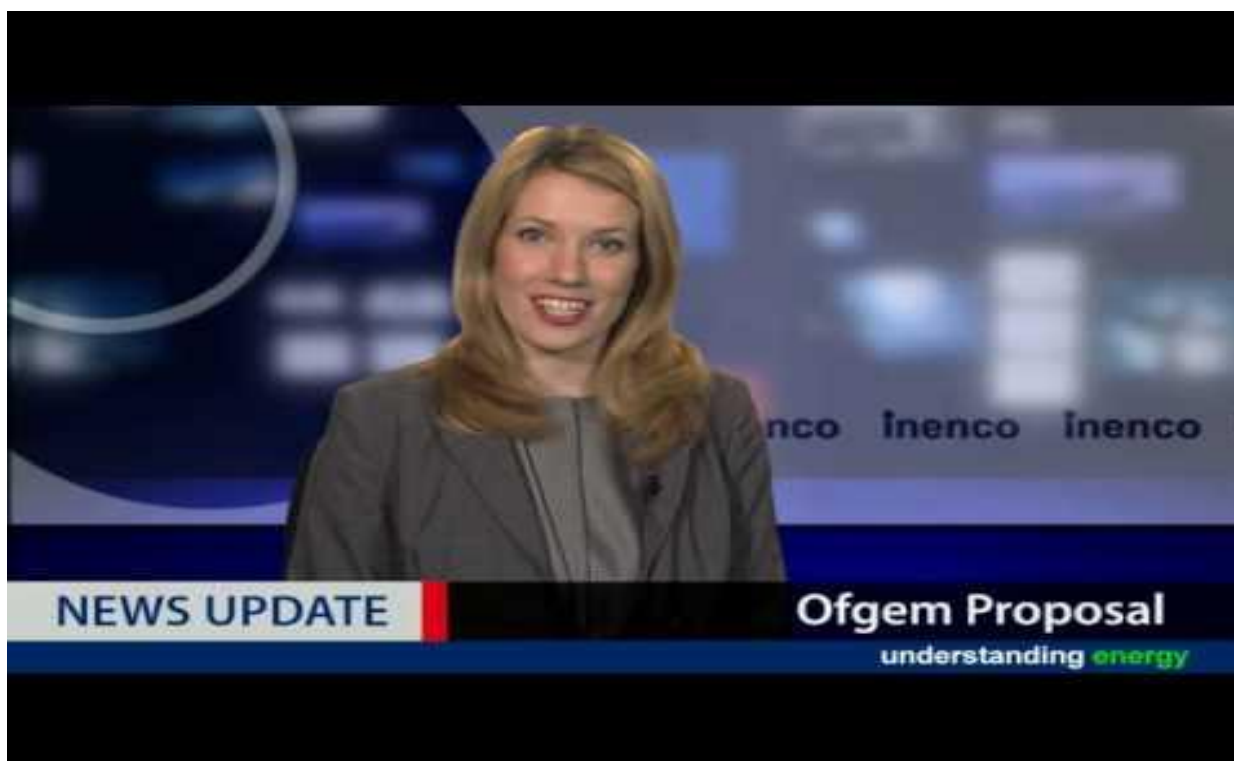 nco inenco inenco
NEWS UPDATE
Ofgem Proposal
understanding energy